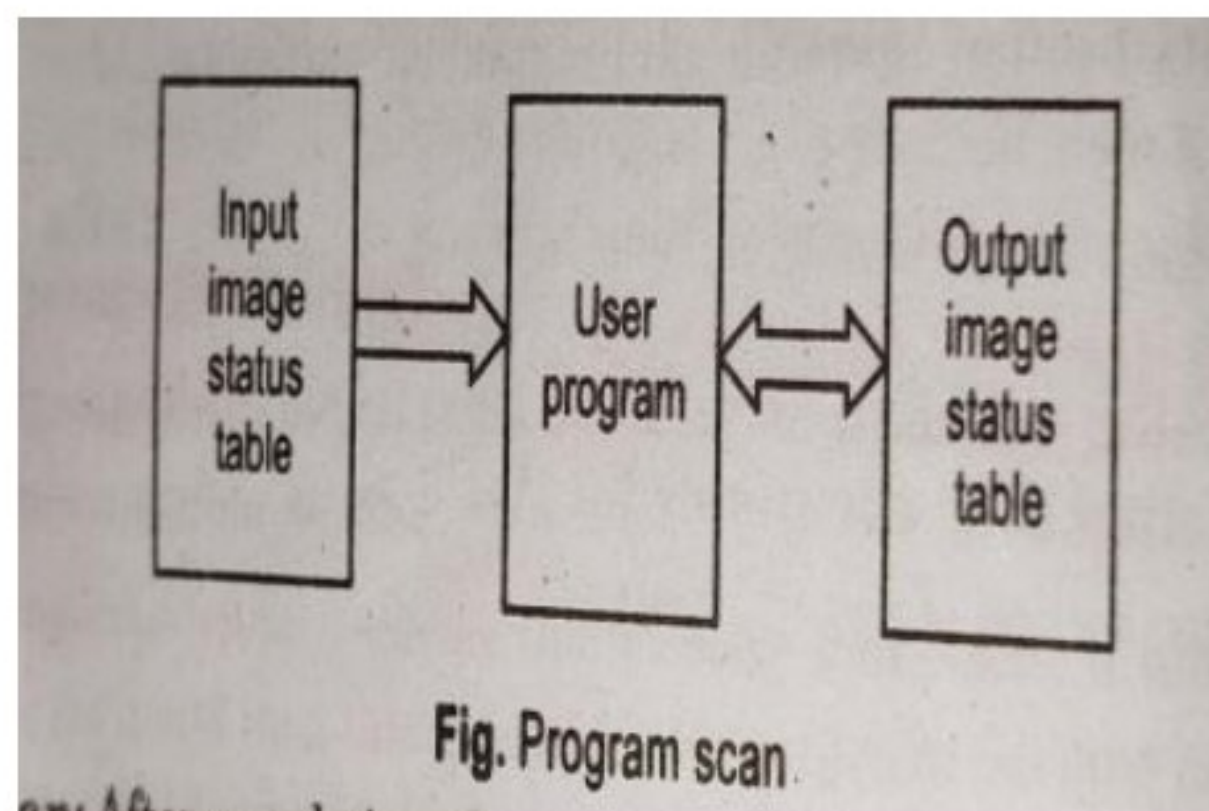 Input
image
status
table
User
program
Output
image
status
table
Fig. Program scan